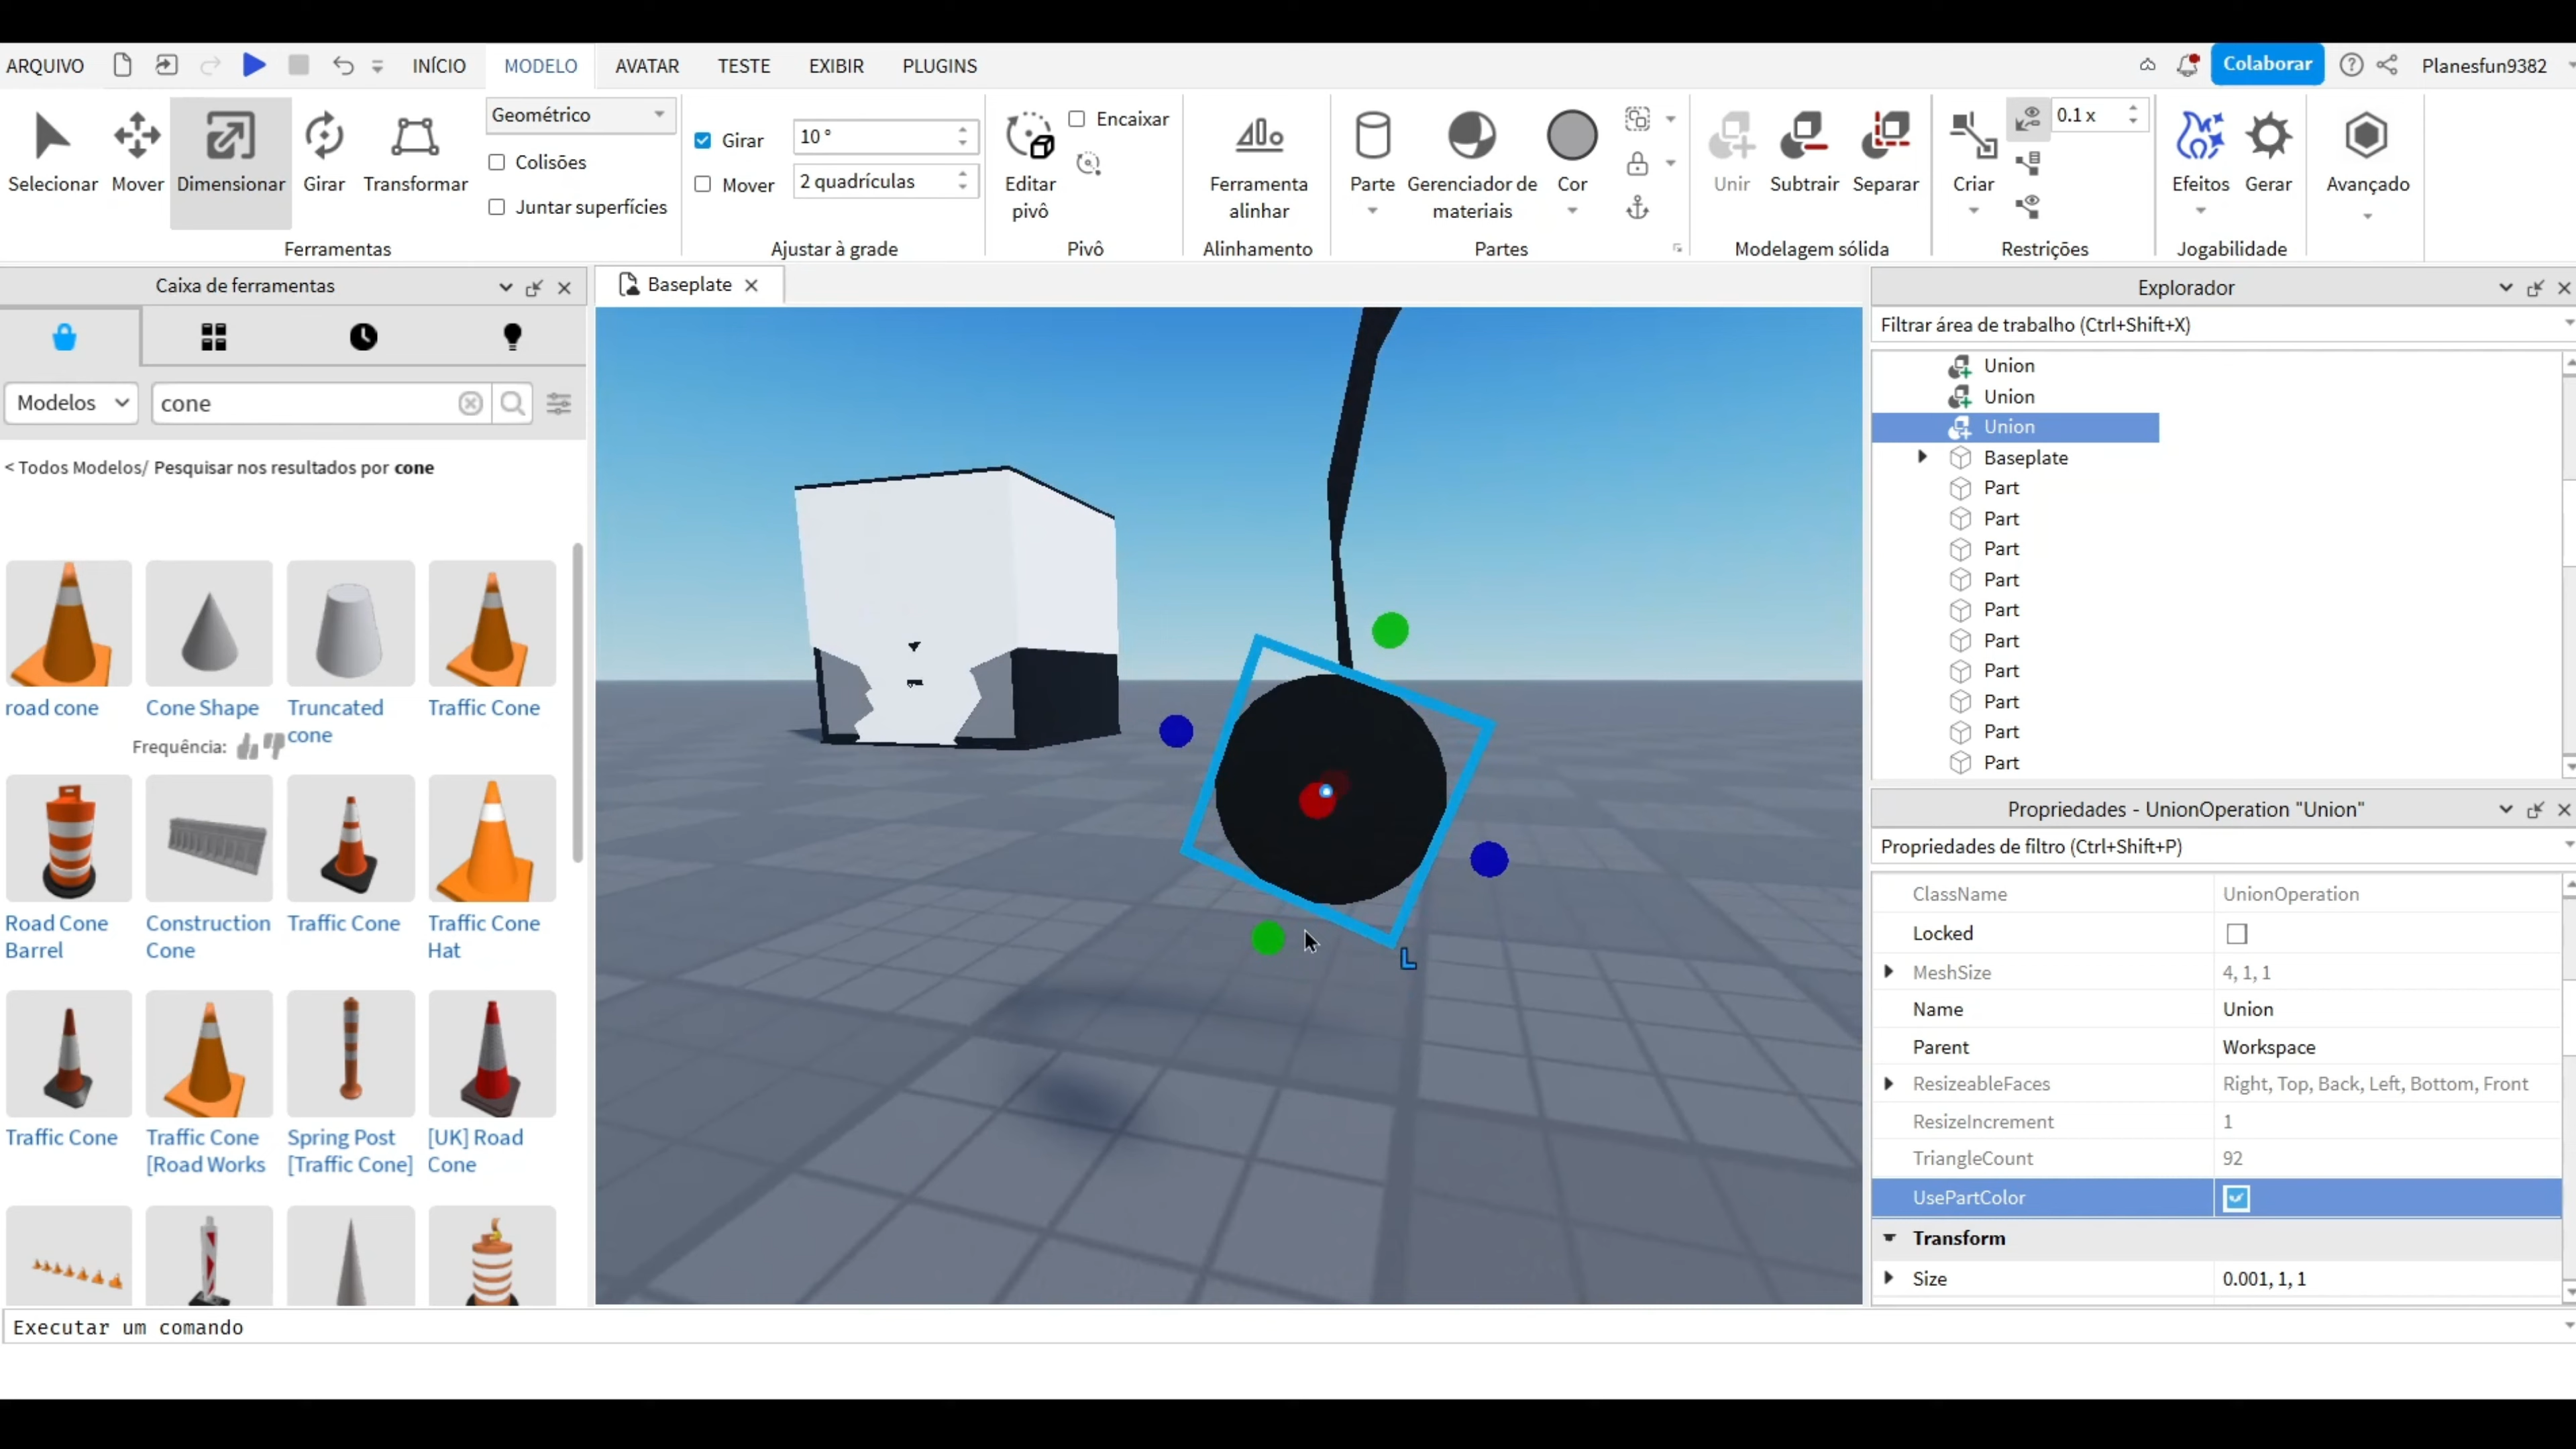 ARQUIVO
INÍCIO
MODELO
AVATAR
TESTE
EXIBIR
PLUGINS
Colaborar
Planesfun9382
Selecionar
Mover
Dimensionar
Girar
Transformar
Geométrico
Colisões
Juntar superfícies
Ferramentas
Girar
10 °
Mover
2 quadrículas
Ajustar à grade
Editar
pivô
Encaixar
Pivô
Ferramenta
alinhar
Alinhamento
Parte
Gerenciador de
materiais
Cor
Partes
Unir
Subtrair
Separar
Modelagem sólida
Criar
0.1 x
Restrições
Efeitos
Gerar
Jogabilidade
Avançado
Caixa de ferramentas
Modelos
cone
< Todos Modelos/ Pesquisar nos resultados por cone
road cone
Cone Shape
Truncated
cone
Traffic Cone
Frequência:
Road Cone
Barrel
Construction
Cone
Traffic Cone
Traffic Cone
Hat
Traffic Cone
Traffic Cone
[Road Works
Spring Post
[Traffic Cone]
[UK] Road
Cone
Baseplate
L
Explorador
Filtrar área de trabalho (Ctrl+Shift+X)
Union
Union
Union
Baseplate
Part
Part
Part
Part
Part
Part
Part
Part
Part
Part
Propriedades - UnionOperation "Union"
Propriedades de filtro (Ctrl+Shift+P)
ClassName UnionOperation
Locked
MeshSize 4, 1, 1
Name Union
Parent Workspace
ResizeableFaces Right, Top, Back, Left, Bottom, Front
ResizeIncrement 1
TriangleCount 92
UsePartColor
Transform
Size 0.001, 1, 1
Executar um comando